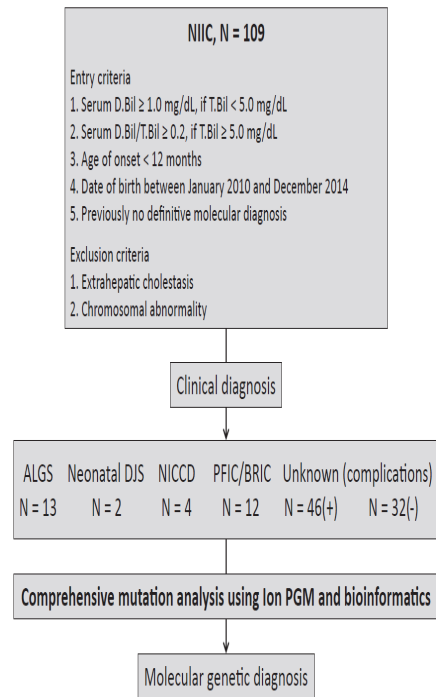 NIIC, N = 109
Entry criteria
1. Serum D.Bil ≥ 1.0 mg/dL, if T.Bil < 5.0 mg/dL
2. Serum D.Bil/T.Bil ≥ 0.2, if T.Bil ≥ 5.0 mg/dL
3. Age of onset < 12 months
4. Date of birth between January 2010 and December 2014
5. Previously no definitive molecular diagnosis
Exclusion criteria
1. Extrahepatic cholestasis
2. Chromosomal abnormality
Clinical diagnosis
ALGS Neonatal DJS NICCD PFIC/BRIC Unknown (complications)
N = 13 N = 2 N = 4 N = 12 N = 46(+) N = 32(-)
Comprehensive mutation analysis using Ion PGM and bioinformatics
Molecular genetic diagnosis